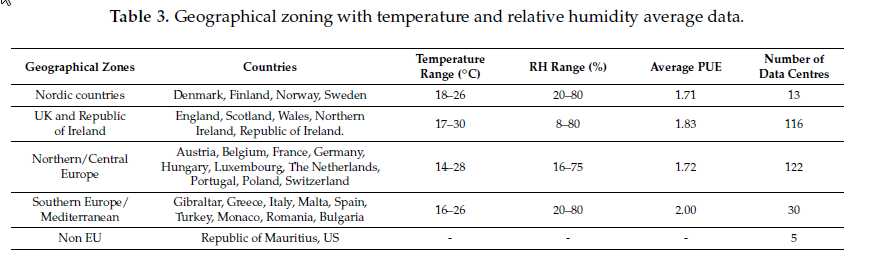 Table 3. Geographical zoning with temperature and relative humidity average data.
Geographical Zones Countries Temperature Range (°C) RH Range (%) Average PUE Number of Data Centres
Nordic countries Denmark, Finland, Norway, Sweden 18–26 20–80 1.71 13
UK and Republic of Ireland England, Scotland, Wales, Northern Ireland, Republic of Ireland. 17–30 8–80 1.83 116
Northern/Central Europe Austria, Belgium, France, Germany, Hungary, Luxembourg, The Netherlands, Portugal, Poland, Switzerland 14–28 16–75 1.72 122
Southern Europe/ Mediterranean Gibraltar, Greece, Italy, Malta, Spain, Turkey, Monaco, Romania, Bulgaria 16–26 20–80 2.00 30
Non EU Republic of Mauritius, US - - - 5